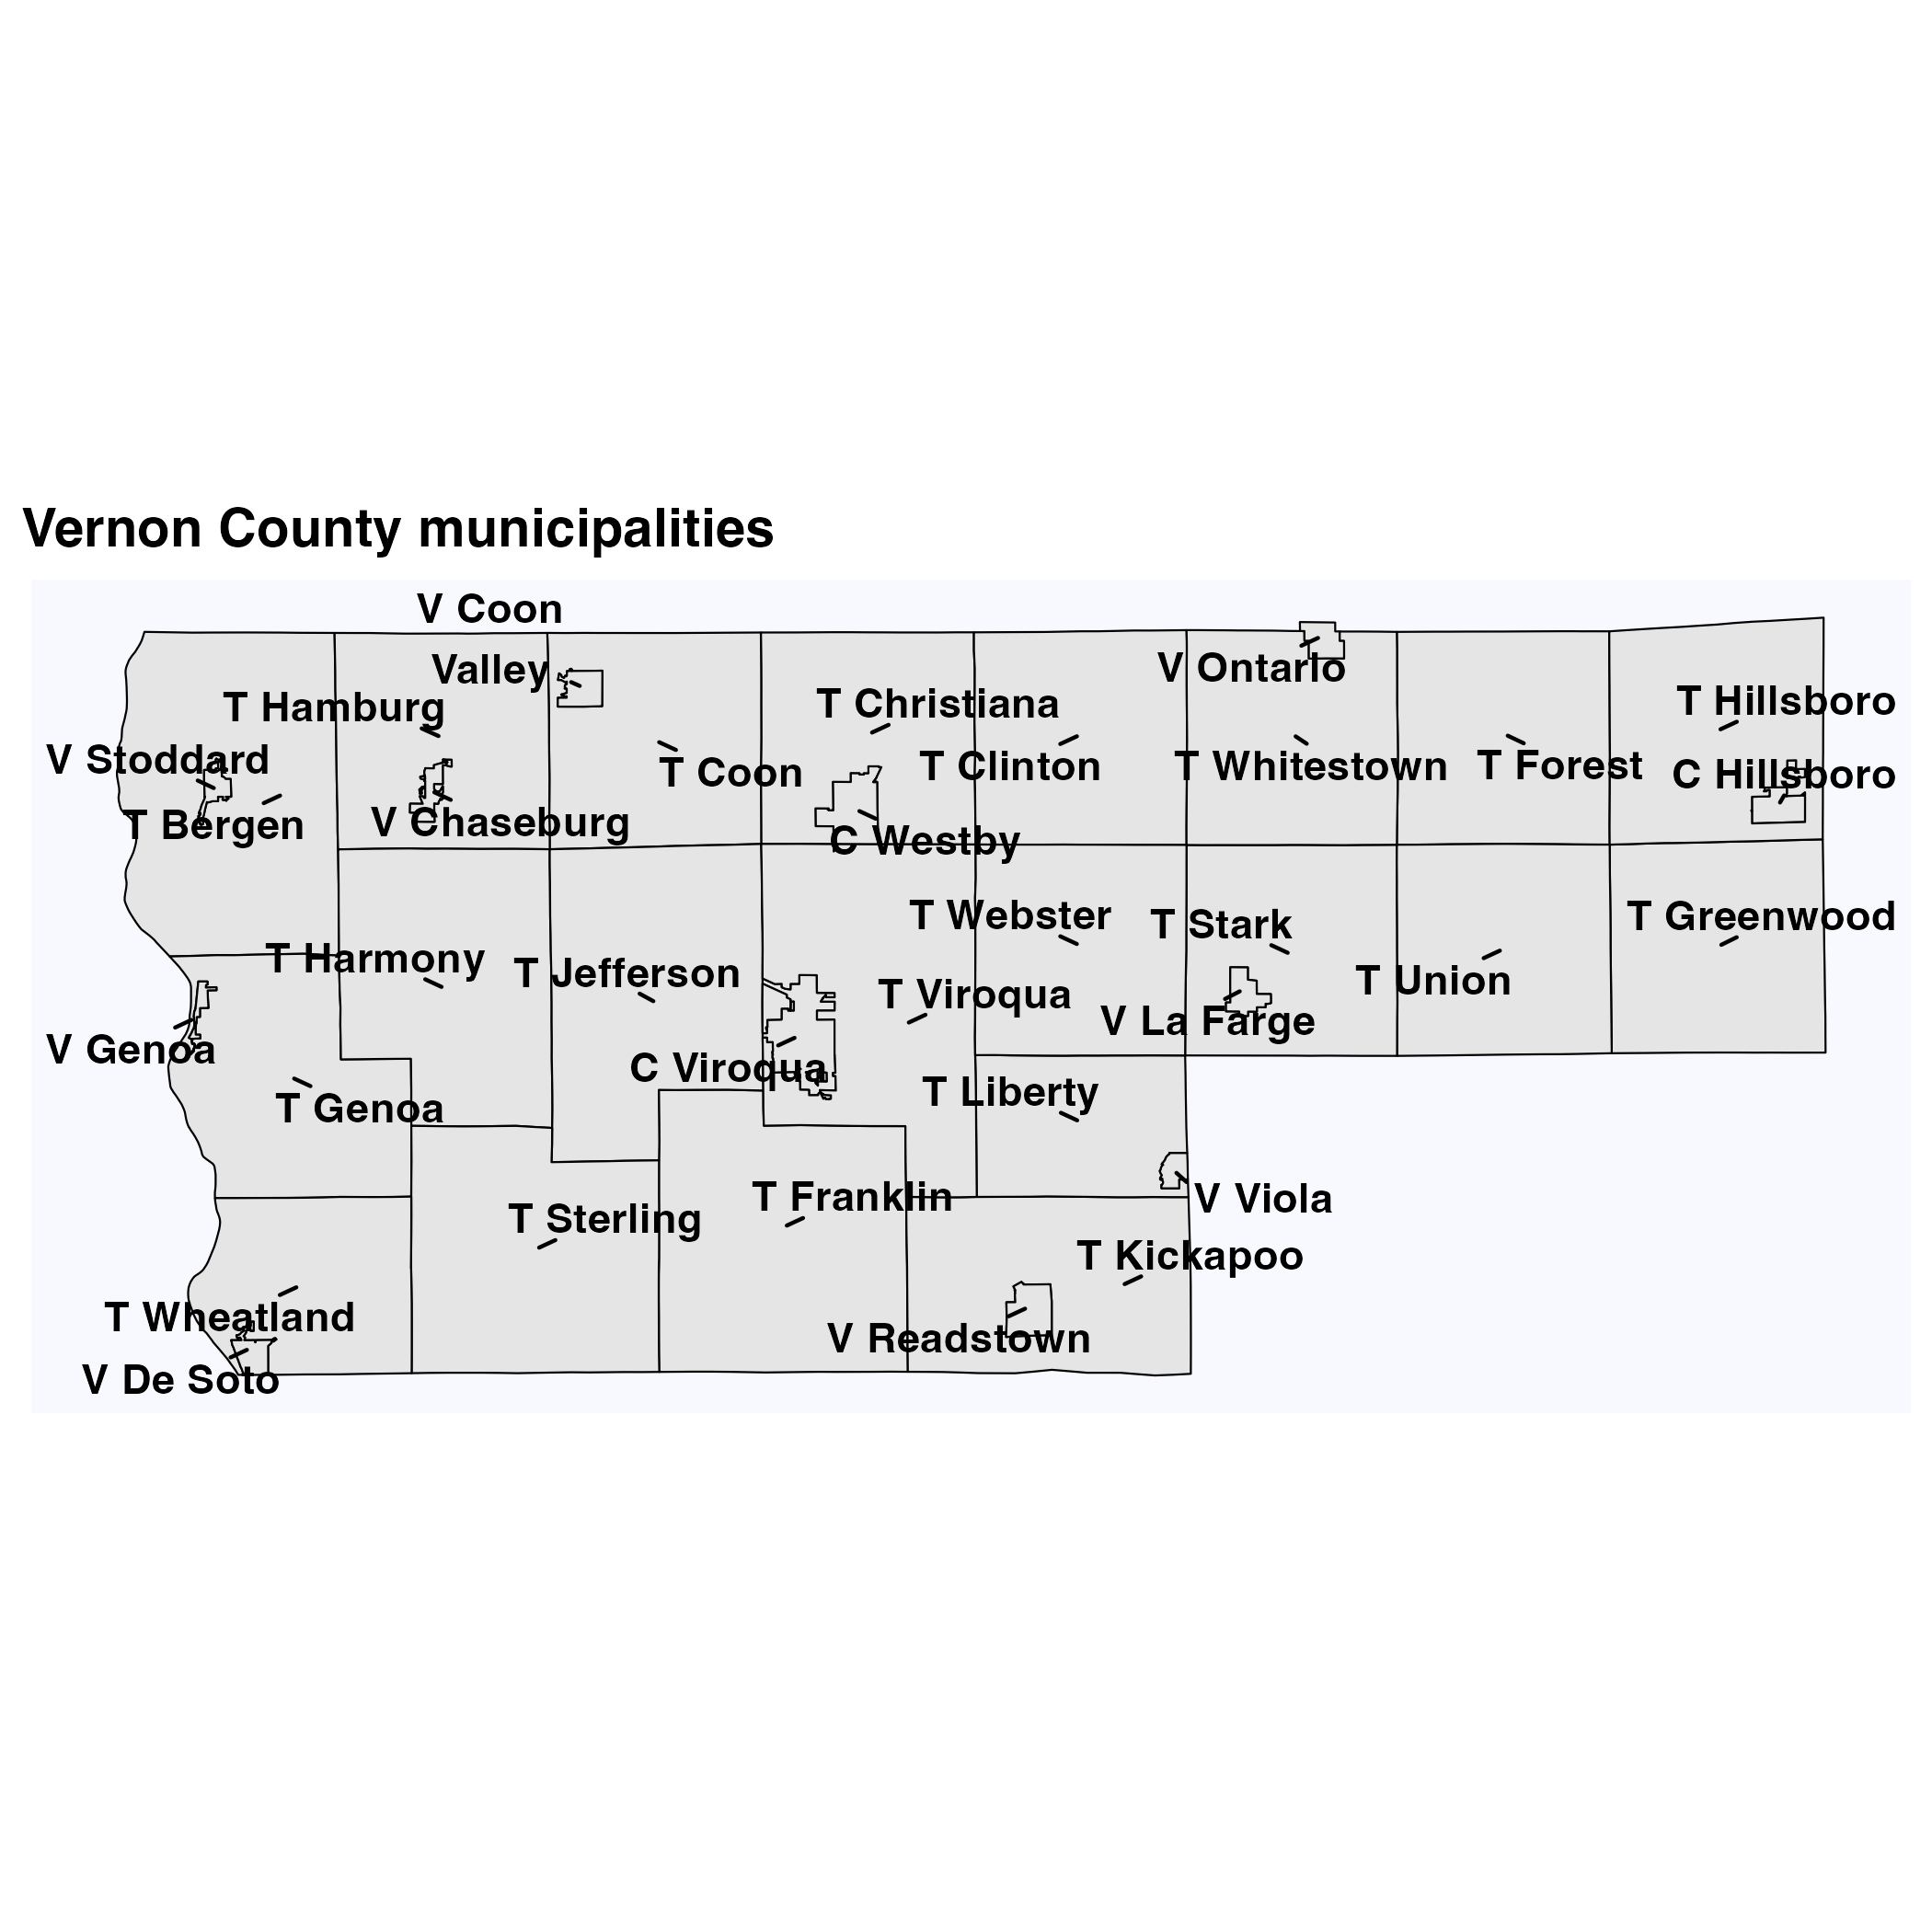 Vernon County municipalities
V Coon
Valley
V Ontario
T Hamburg
T Christiana
T Hillsboro
V Stoddard
T Coon
T Clinton
T Whitestown
T Forest
C Hillsboro
T Bergen
V Chaseburg
C Westby
T Webster
T Stark
T Greenwood
T Harmony
T Jefferson
T Viroqua
T Union
V La Farge
V Genoa
C Viroqua
T Liberty
T Genoa
T Franklin
V Viola
T Sterling
T Kickapoo
T Wheatland
V Readstown
V De Soto